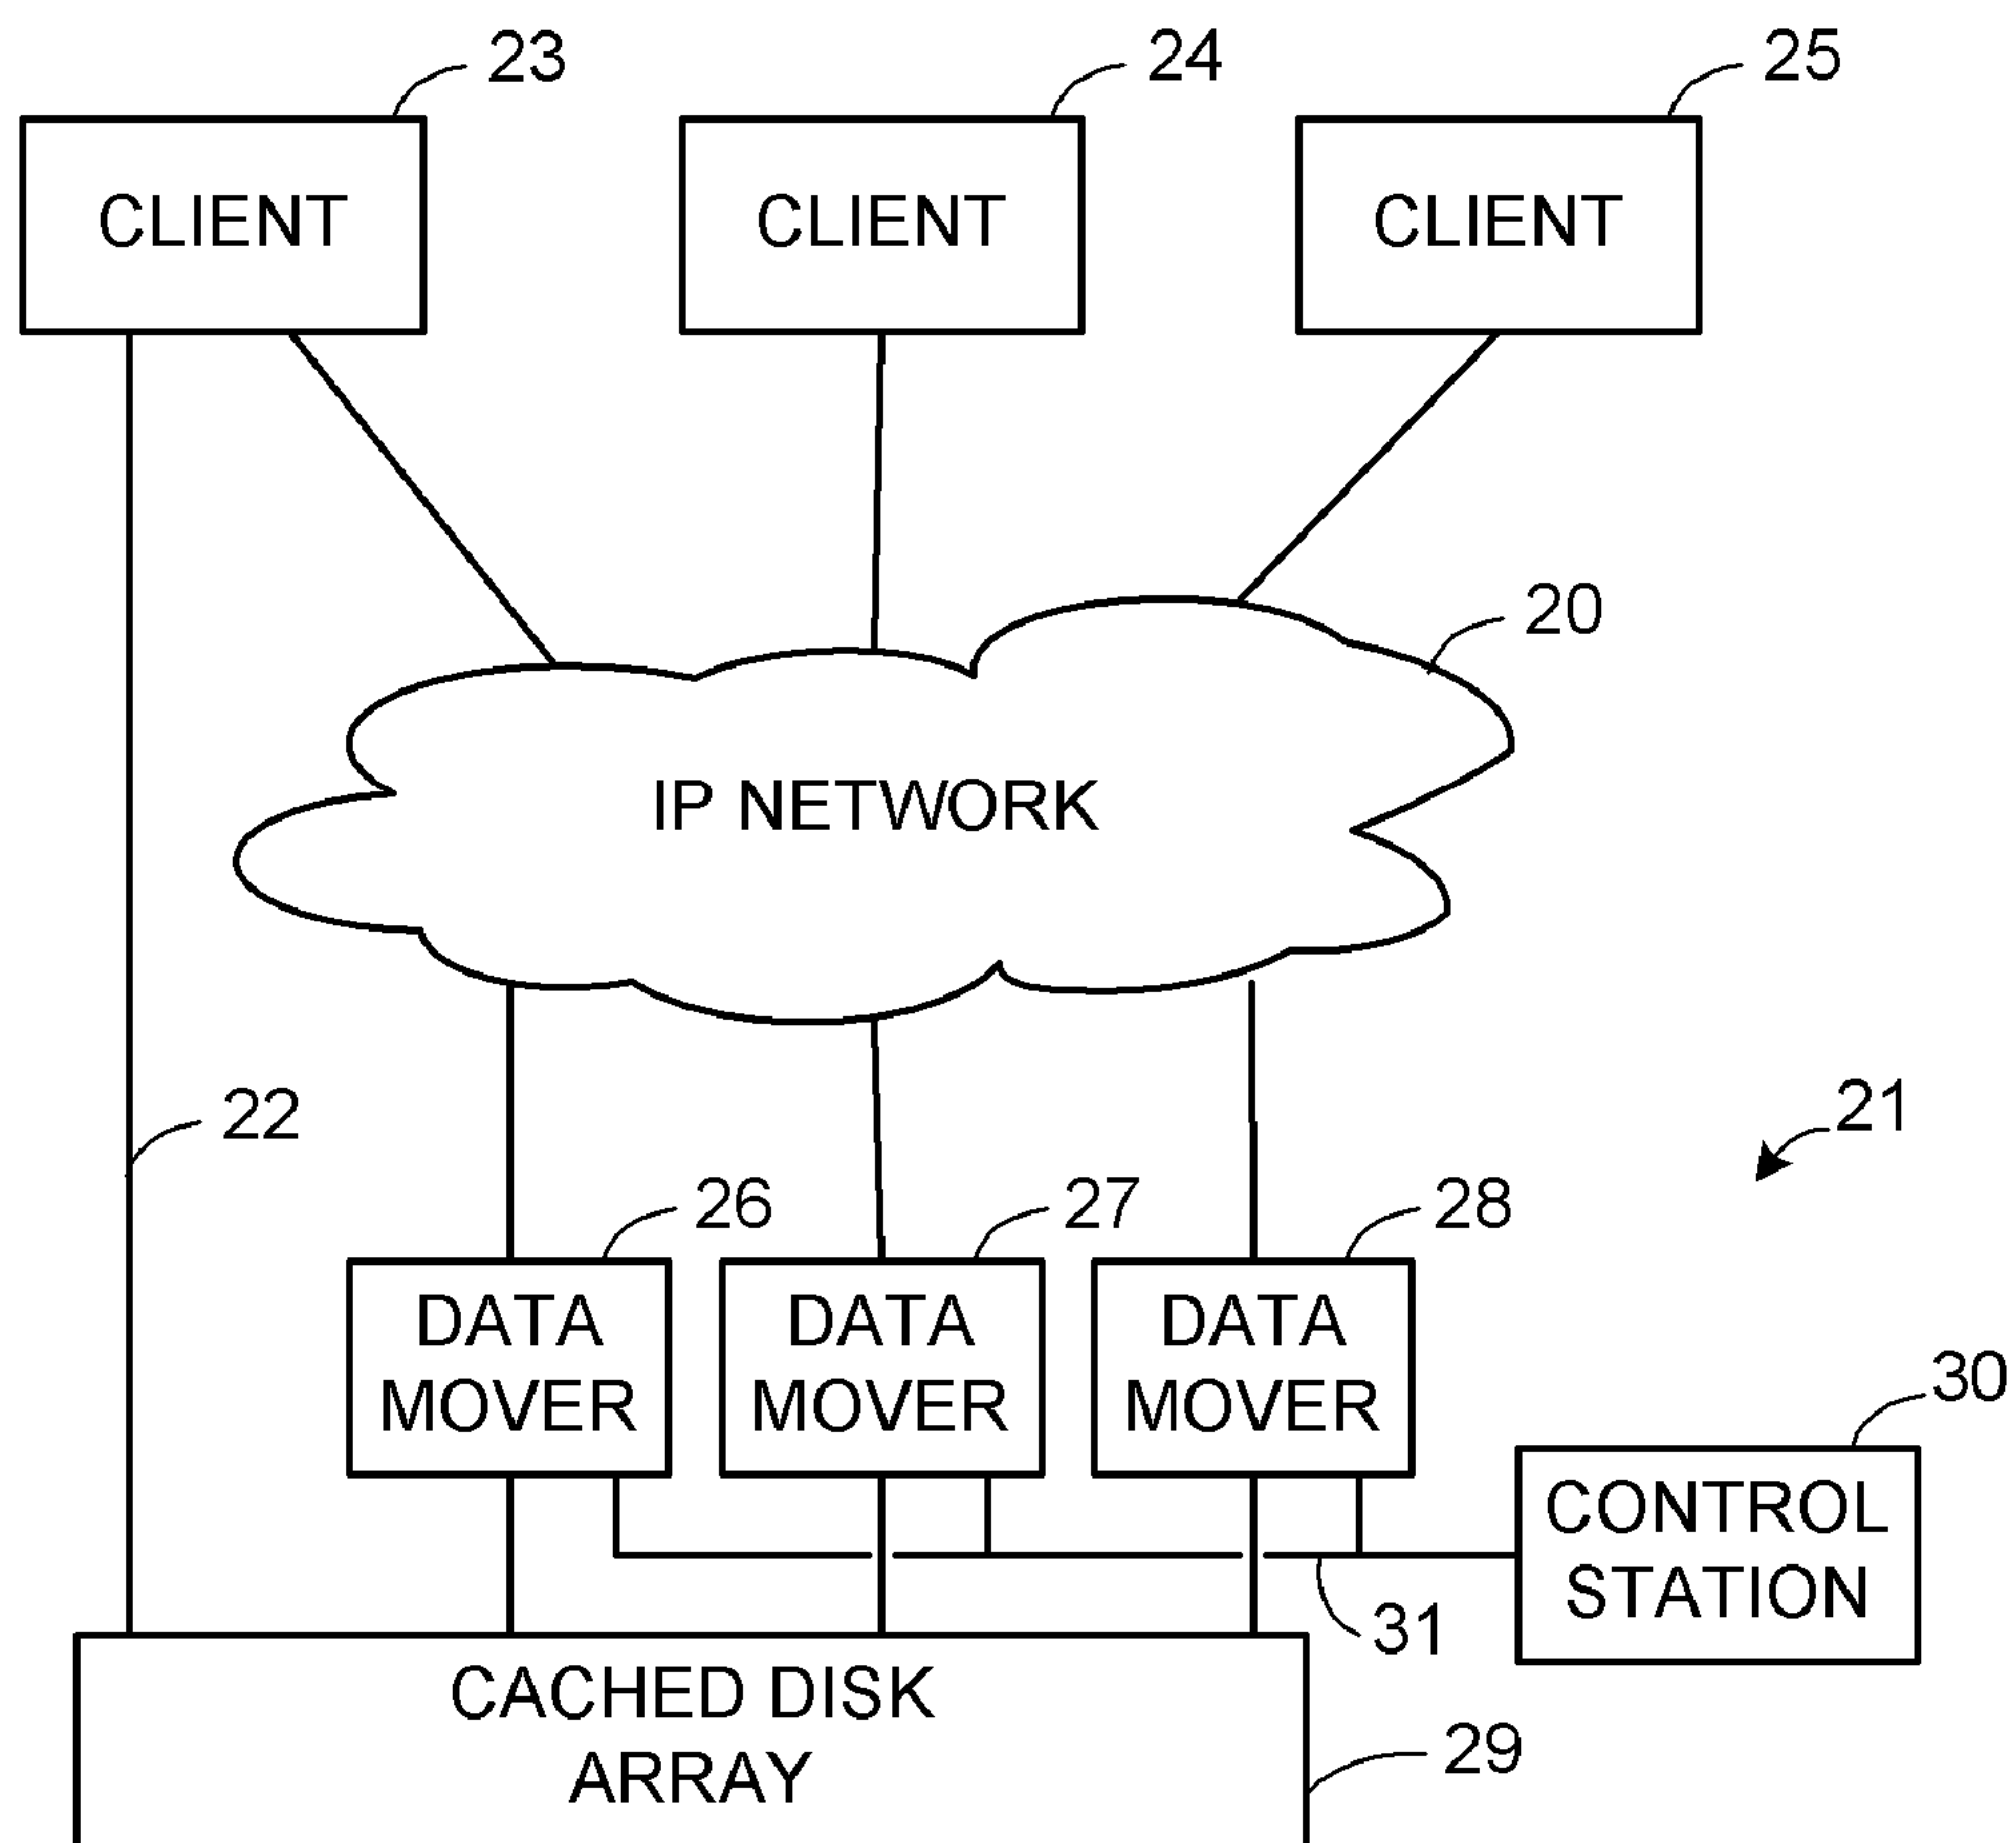 23
24
25
CLIENT
CLIENT
CLIENT
20
IP NETWORK
22
21
26
27
28
DATA
MOVER
DATA
MOVER
DATA
MOVER
30
CONTROL
STATION
31
CACHED DISK
ARRAY
29